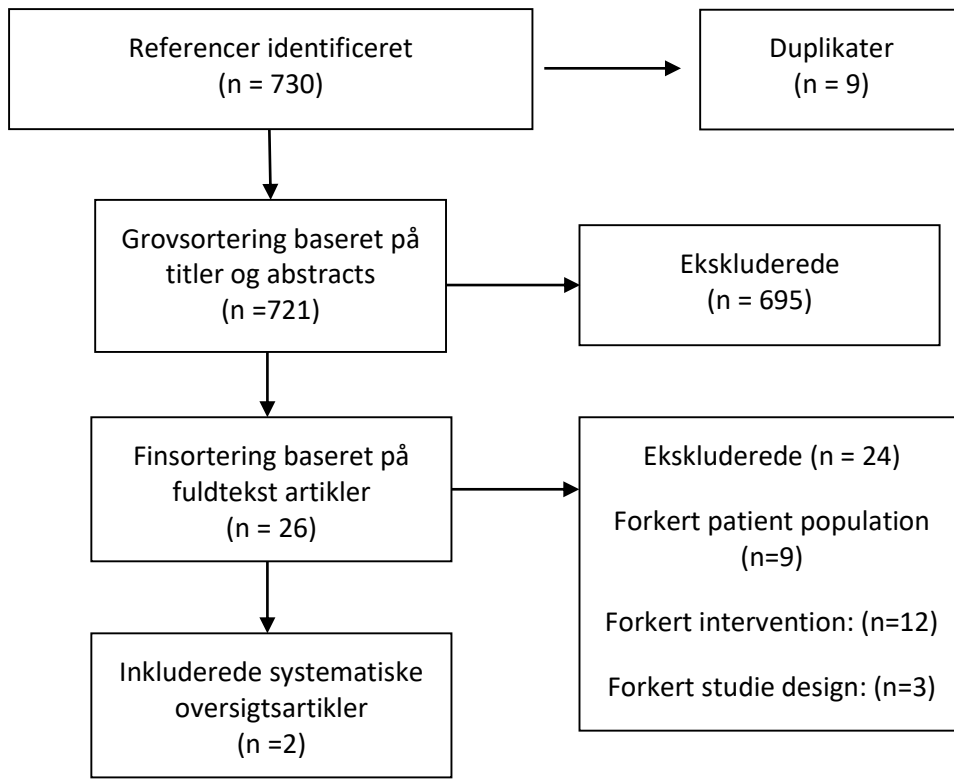 Referencer identificeret
(n = 730)
Duplikater
(n = 9)
Grovsortering baseret på
titler og abstracts
(n =721)
Ekskluderede
(n = 695)
Finsortering baseret på
fuldtekst artikler
(n = 26)
Ekskluderede (n = 24)
Forkert patient population
(n=9)
Forkert intervention: (n=12)
Forkert studie design: (n=3)
Inkluderede systematiske
oversigtsartikler
(n =2)